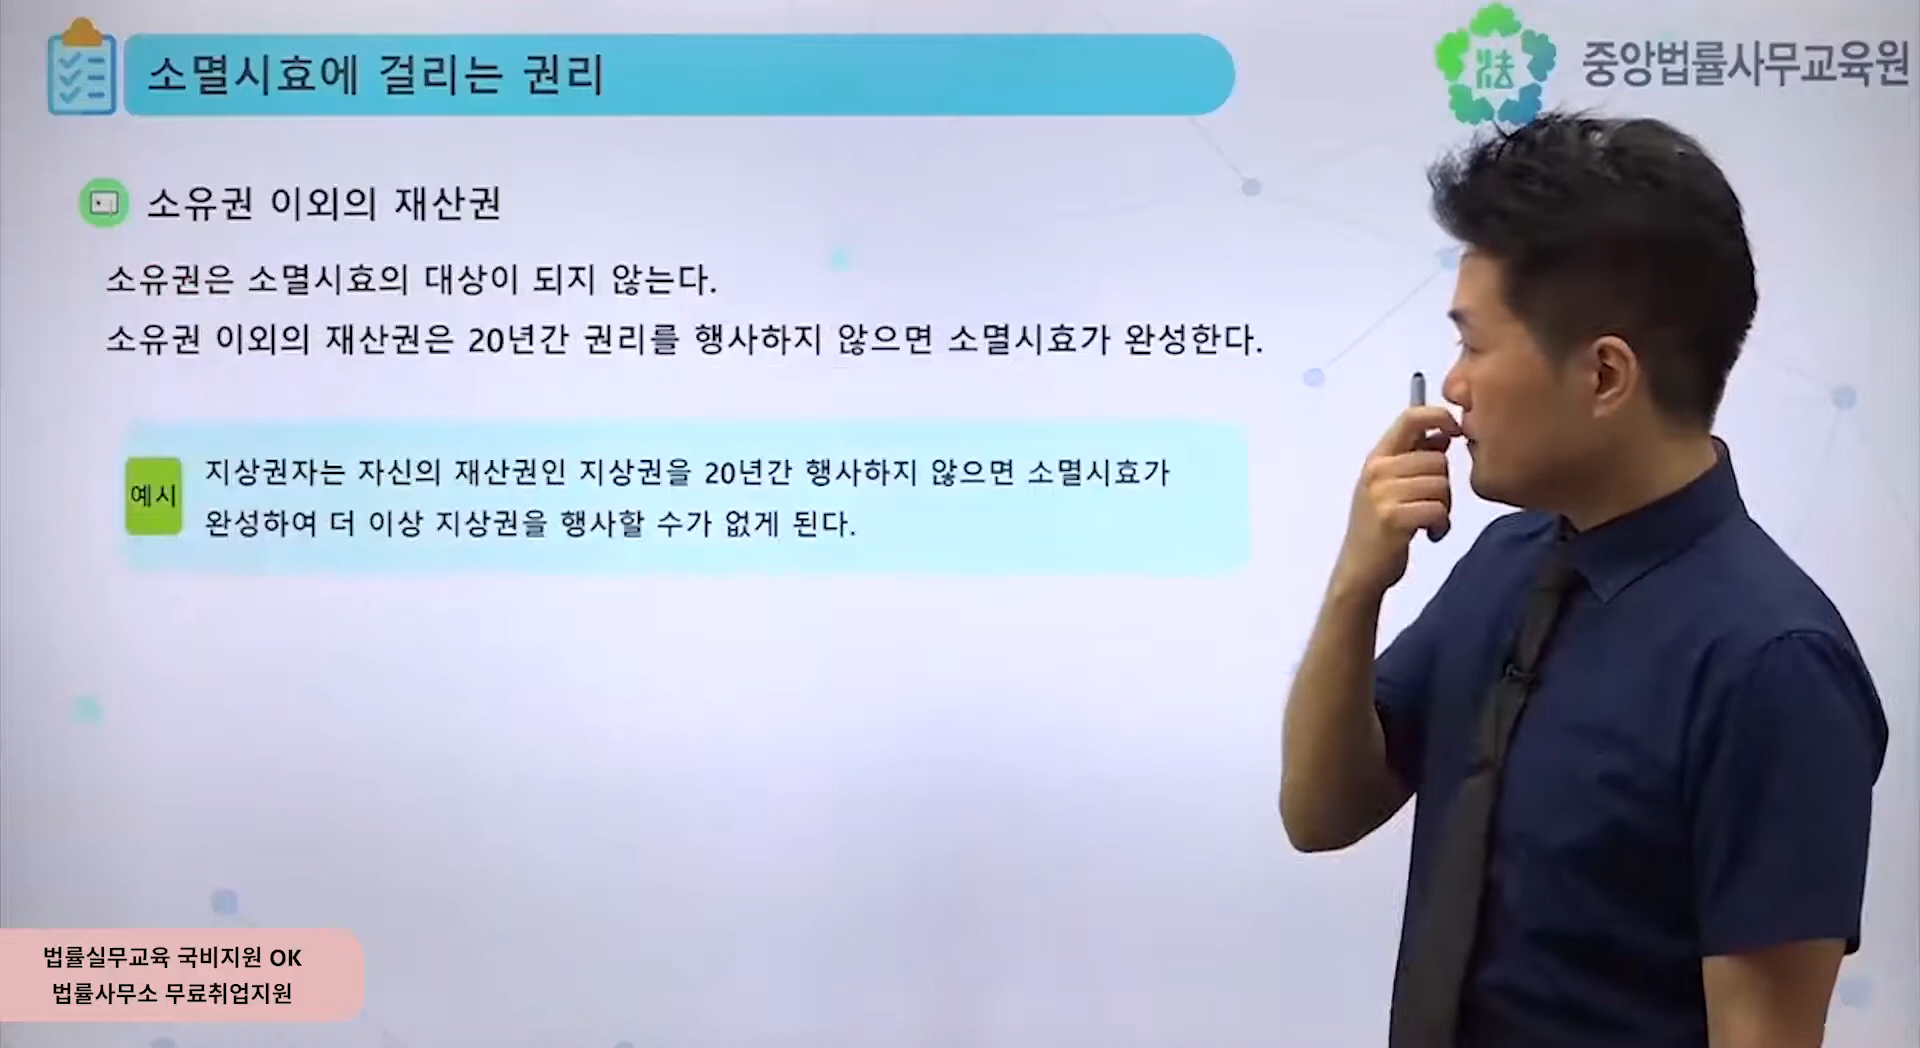 소멸시효에 걸리는 권리
法 중앙법률사무교육원
소유권 이외의 재산권
소유권은 소멸시효의 대상이 되지 않는다.
소유권 이외의 재산권은 20년간 권리를 행사하지 않으면 소멸시효가 완성한다.
예시
지상권자는 자신의 재산권인 지상권을 20년간 행사하지 않으면 소멸시효가
완성하여 더 이상 지상권을 행사할 수가 없게 된다.
법률실무교육 국비지원 OK
법률사무소 무료취업지원